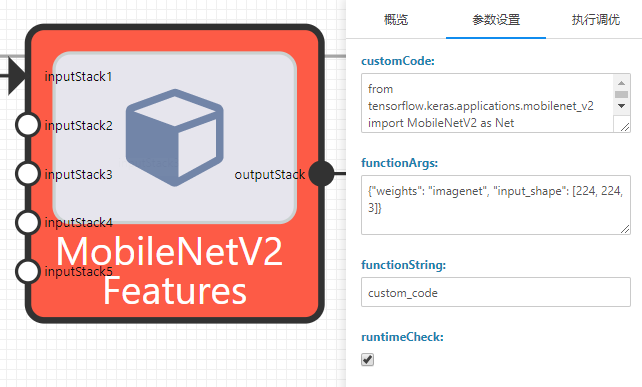 inputStack1
inputStack2
inputStack3
inputStack4
inputStack5
outputStack
MobileNetV2
Features
概览
参数设置
执行调优
customCode:
from
tensorflow.keras.applications.mobilenet_v2
import MobileNetV2 as Net
functionArgs:
{"weights": "imagenet", "input_shape": [224, 224,
3]}
functionString:
custom_code
runtimeCheck: